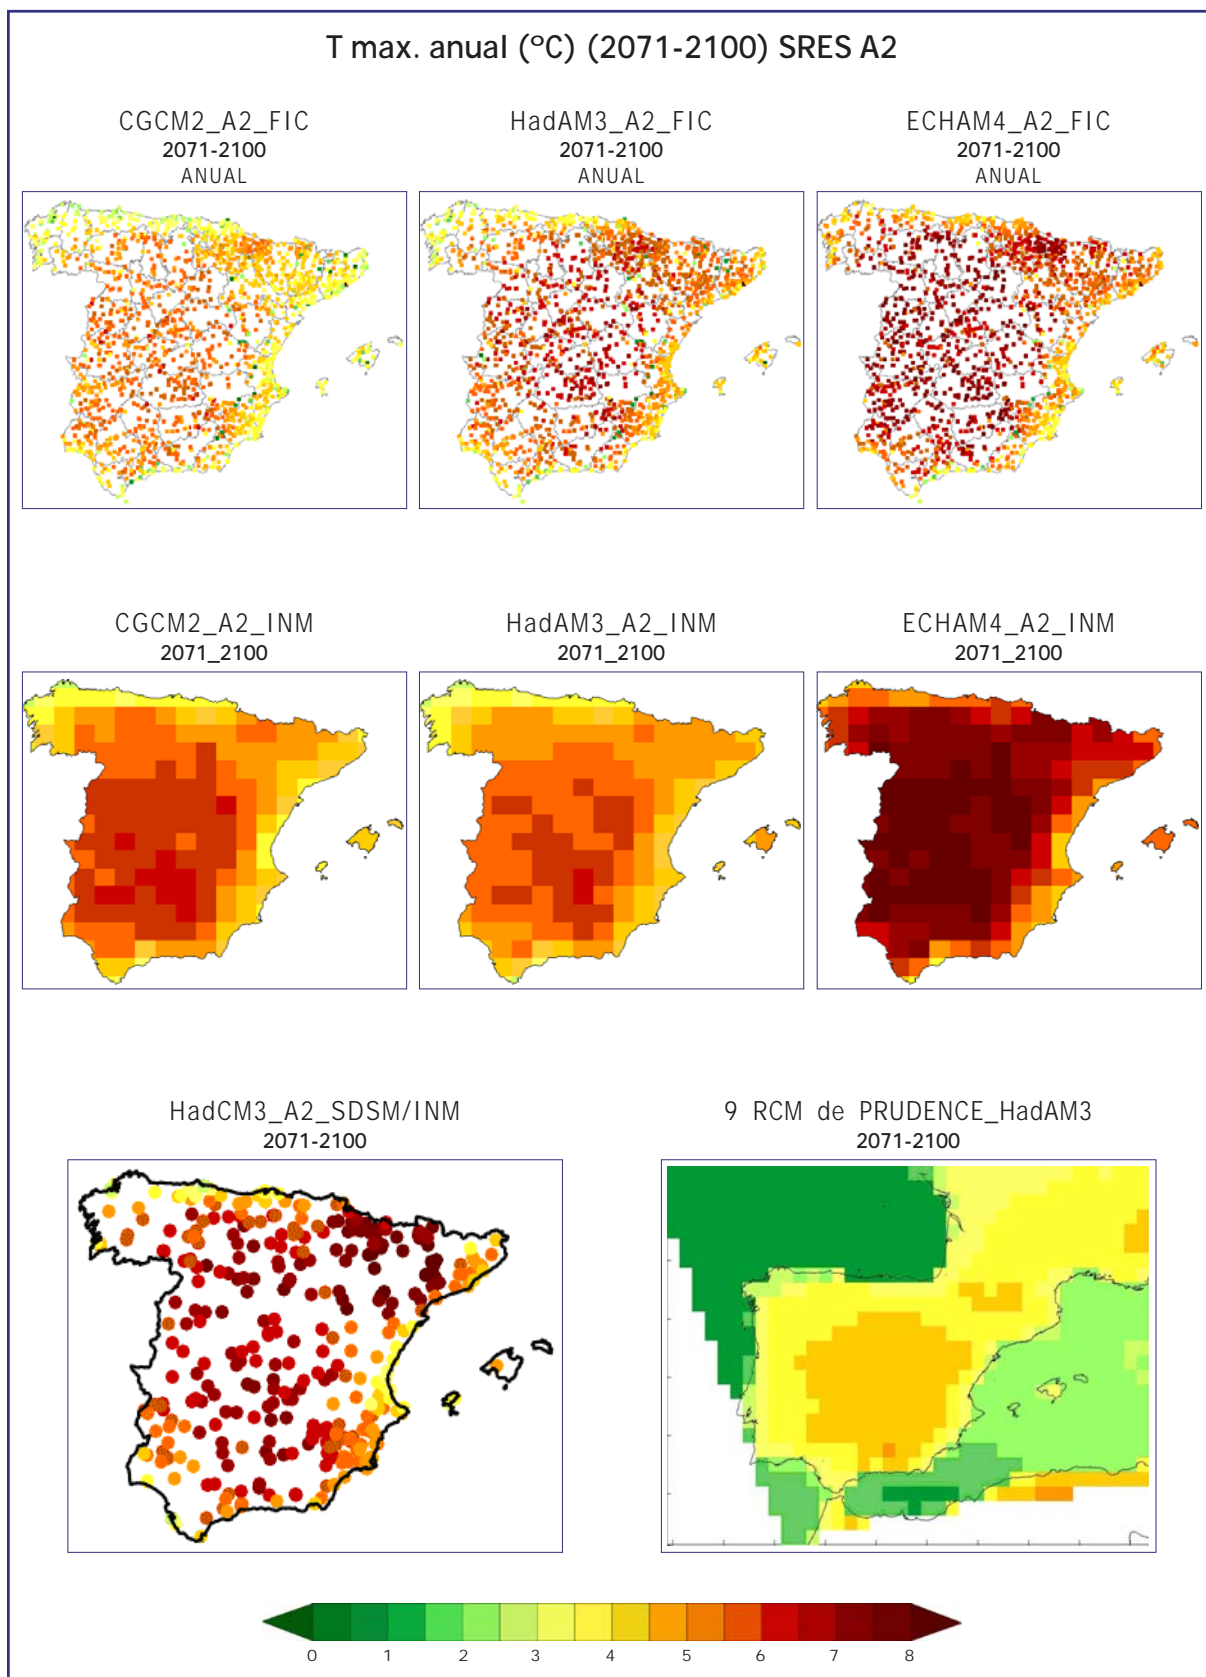 T max. anual (ºC) (2071-2100) SRES A2
CGCM2_A2_FIC
2071-2100
ANUAL
HadAM3_A2_FIC
2071-2100
ANUAL
ECHAM4_A2_FIC
2071-2100
ANUAL
CGCM2_A2_INM
2071_2100
HadAM3_A2_INM
2071_2100
ECHAM4_A2_INM
2071_2100
HadCM3_A2_SDSM/INM
2071-2100
9 RCM de PRUDENCE_HadAM3
2071-2100
0 1 2 3 4 5 6 7 8